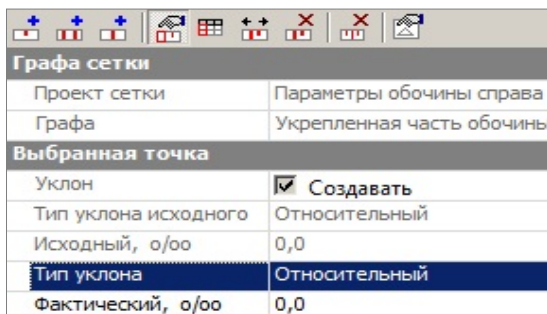 Графа сетки
Проект сетки Параметры обочины справа
Графа Укрепленная часть обочины
Выбранная точка
Уклон Создавать
Тип уклона исходного Относительный
Исходный, о/оо 0,0
Тип уклона Относительный
Фактический, о/оо 0,0